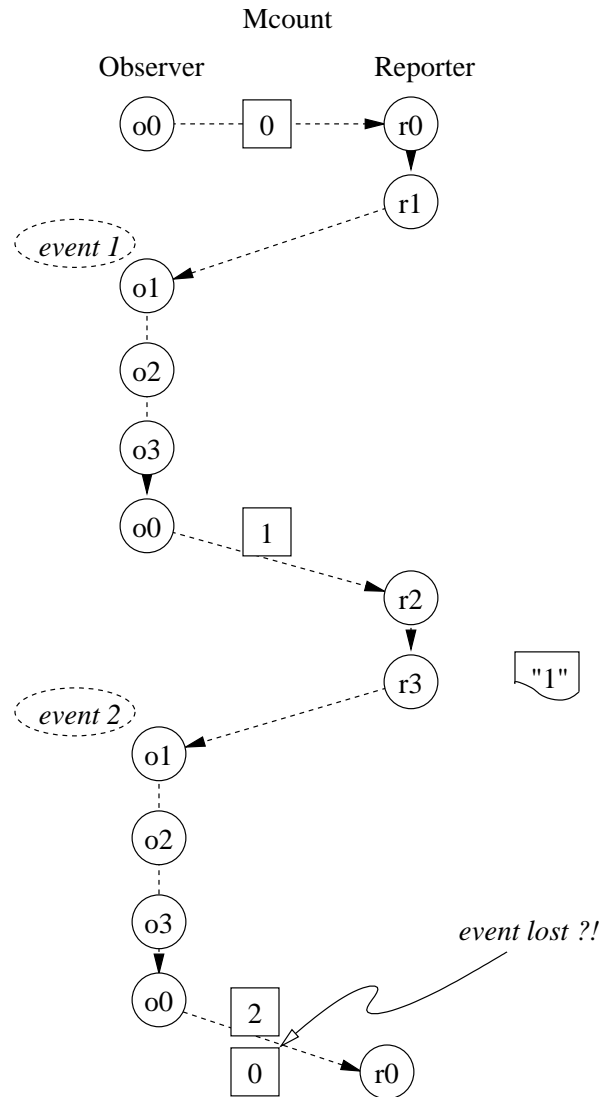 Mcount
Observer Reporter
o0 0 r0
r1
event 1
o1
o2
o3
o0 1
r2
r3 "1"
event 2
o1
o2
o3
event lost ?!
o0 2
0 r0